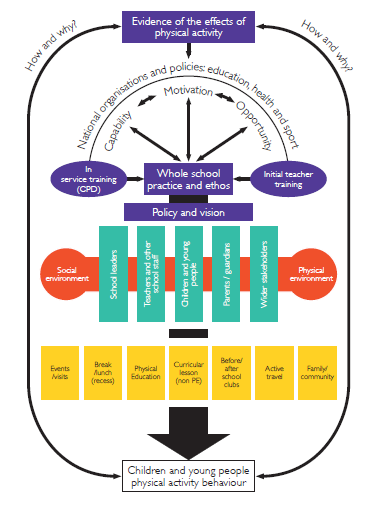 Evidence of the effects of
physical activity
How and why?
How and why?
National organisations and policies: education, health and sport
Capability
Motivation
Opportunity
In
service training
(CPD)
Whole school
practice and ethos
Initial teacher
training
Policy and vision
Social
environment
School leaders
Teachers and other
school staff
Children and young
people
Parents / guardians
Wider stakeholders
Physical
environment
Events
/visits
Break
/lunch
(recess)
Physical
Education
Curricular
lesson
(non PE)
Before/
after
school
clubs
Active
travel
Family/
community
Children and young people
physical activity behaviour